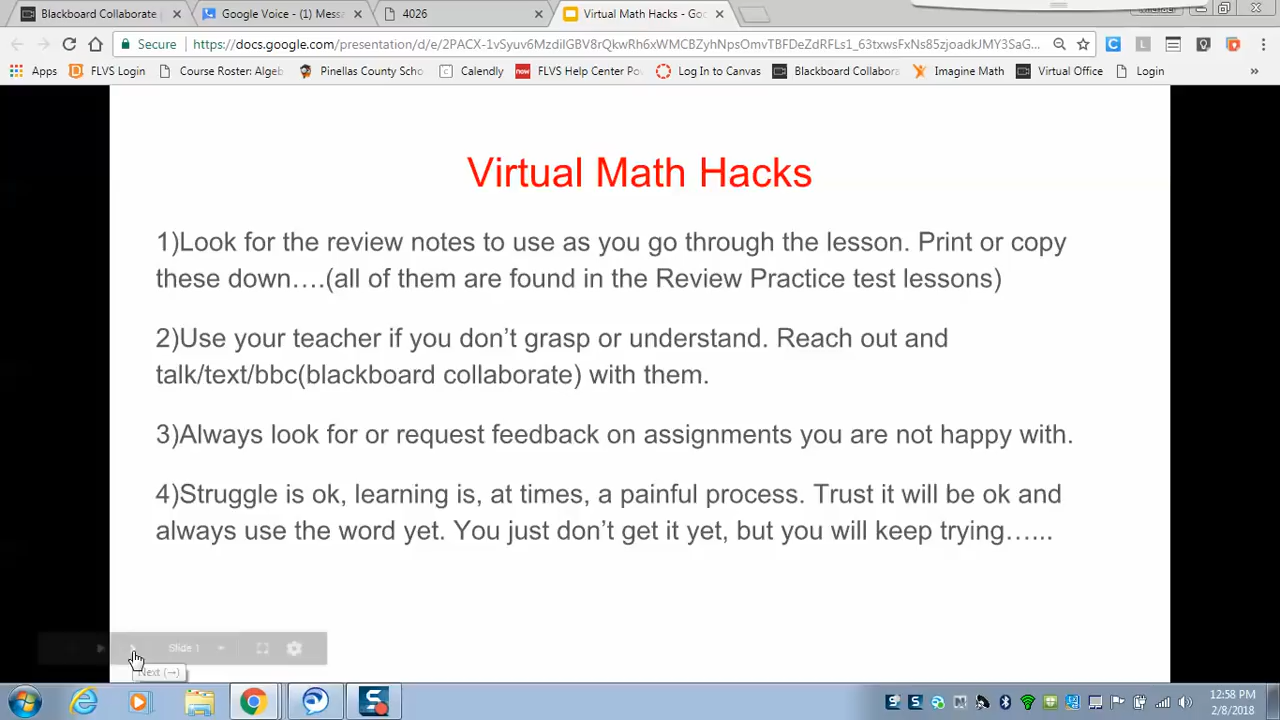 Blackboard Collaborate
Google Voice - (1) Mess
4026
Virtual Math Hacks - Goo
Secure
https://docs.google.com/presentation/d/e/2PACX-1vSyuv6MzdiIGBV8rQkwRh6xWMCBZyhNpsOmvTBFDeZdRFLs1_63txwsFxNs85zjoadkJMY3SaG...
Apps
FLVS Login
Course Roster: Algeb
Pinellas County Scho
Calendly
now
FLVS Help Center Po
Log In to Canvas
Blackboard Collabora
Imagine Math
Virtual Office
Login
Virtual Math Hacks
1)Look for the review notes to use as you go through the lesson. Print or copy
these down….(all of them are found in the Review Practice test lessons)
2)Use your teacher if you don’t grasp or understand. Reach out and
talk/text/bbc(blackboard collaborate) with them.
3)Always look for or request feedback on assignments you are not happy with.
4)Struggle is ok, learning is, at times, a painful process. Trust it will be ok and
always use the word yet. You just don’t get it yet, but you will keep trying…...
Slide 1
Next (→)
12:58 PM
2/8/2018